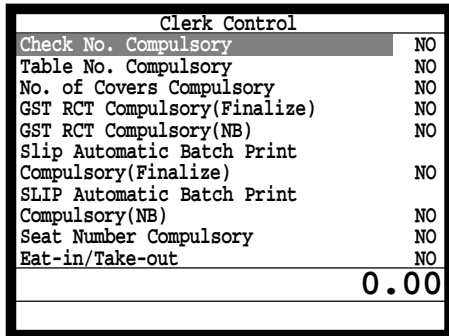 Clerk Control
Check No. Compulsory NO
Table No. Compulsory NO
No. of Covers Compulsory NO
GST RCT Compulsory(Finalize) NO
GST RCT Compulsory(NB) NO
Slip Automatic Batch Print
Compulsory(Finalize) NO
SLIP Automatic Batch Print
Compulsory(NB) NO
Seat Number Compulsory NO
Eat-in/Take-out NO
0.00